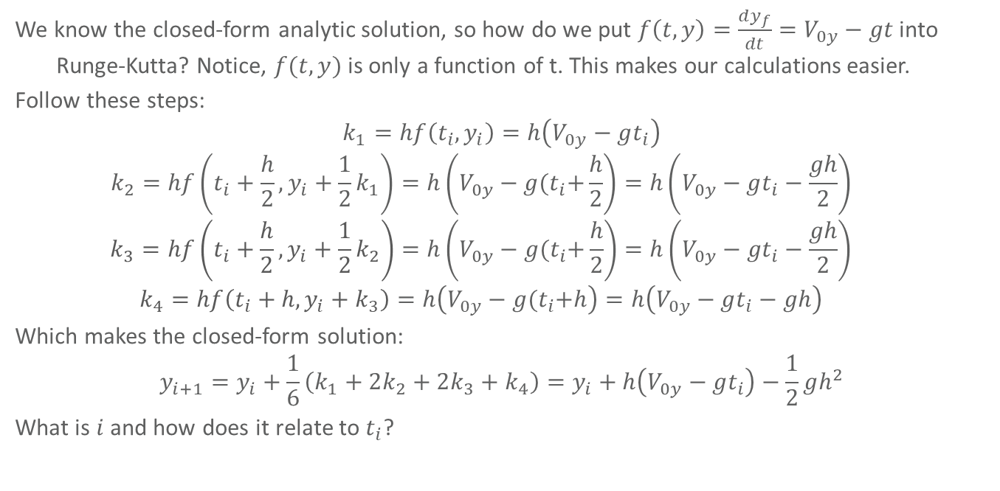 We know the closed-form analytic solution, so how do we put $f(t,y) = \frac{dy_f}{dt} = V_{0y} - gt$ into
Runge-Kutta? Notice, $f(t,y)$ is only a function of t. This makes our calculations easier.
Follow these steps:
$k_1 = hf(t_i, y_i) = h(V_{0y} - gt_i)$
$k_2 = hf\left(t_i + \frac{h}{2}, y_i + \frac{1}{2}k_1\right) = h\left(V_{0y} - g(t_i + \frac{h}{2}\right) = h\left(V_{0y} - gt_i - \frac{gh}{2}\right)$
$k_3 = hf\left(t_i + \frac{h}{2}, y_i + \frac{1}{2}k_2\right) = h\left(V_{0y} - g(t_i + \frac{h}{2}\right) = h\left(V_{0y} - gt_i - \frac{gh}{2}\right)$
$k_4 = hf(t_i + h, y_i + k_3) = h(V_{0y} - g(t_i + h) = h(V_{0y} - gt_i - gh)$
Which makes the closed-form solution:
$y_{i+1} = y_i + \frac{1}{6}(k_1 + 2k_2 + 2k_3 + k_4) = y_i + h(V_{0y} - gt_i) - \frac{1}{2}gh^2$
What is $i$ and how does it relate to $t_i$?